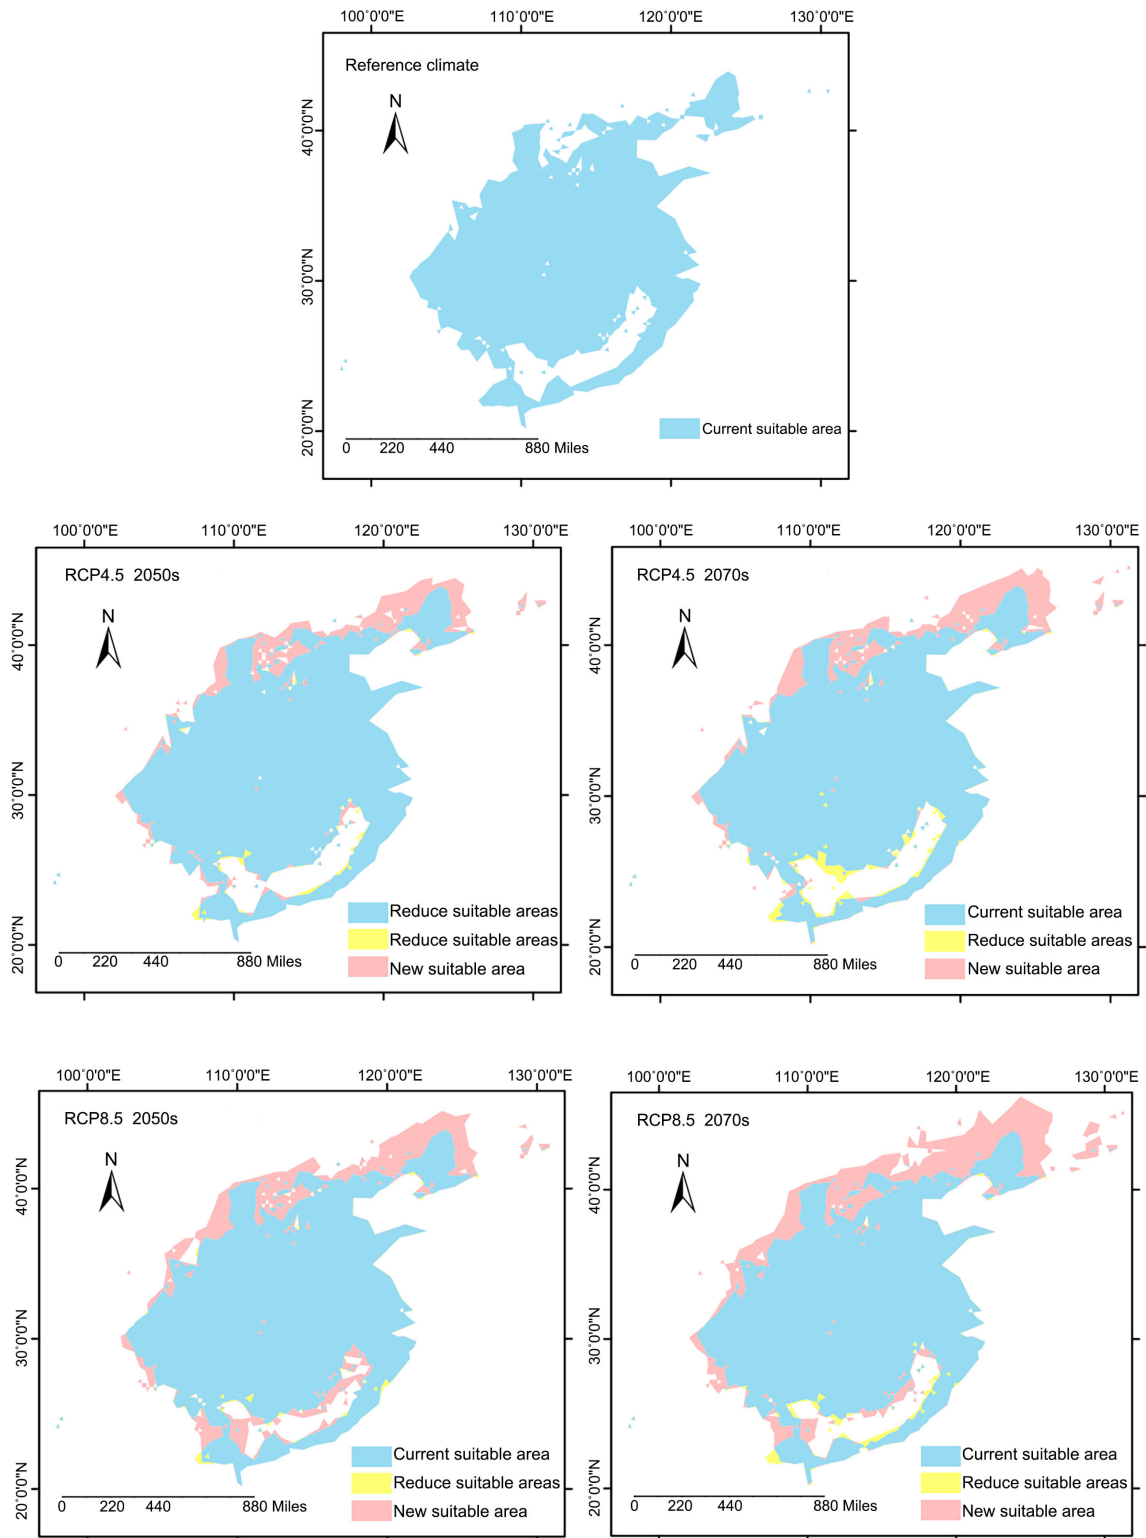 100°0'0"E 110°0'0"E 120°0'0"E 130°0'0"E
Reference climate
N
40°0'0"N
30°0'0"N
20°0'0"N
Current suitable area
0 220 440 880 Miles
100°0'0"E 110°0'0"E 120°0'0"E 130°0'0"E
RCP4.5 2050s
N
40°0'0"N
30°0'0"N
20°0'0"N
Reduce suitable areas
Reduce suitable areas
New suitable area
0 220 440 880 Miles
100°0'0"E 110°0'0"E 120°0'0"E 130°0'0"E
RCP4.5 2070s
N
40°0'0"N
30°0'0"N
20°0'0"N
Current suitable area
Reduce suitable areas
New suitable area
0 220 440 880 Miles
100°0'0"E 110°0'0"E 120°0'0"E 130°0'0"E
RCP8.5 2050s
N
40°0'0"N
30°0'0"N
20°0'0"N
Current suitable area
Reduce suitable areas
New suitable area
0 220 440 880 Miles
100°0'0"E 110°0'0"E 120°0'0"E 130°0'0"E
RCP8.5 2070s
N
40°0'0"N
30°0'0"N
20°0'0"N
Current suitable area
Reduce suitable areas
New suitable area
0 220 440 880 Miles